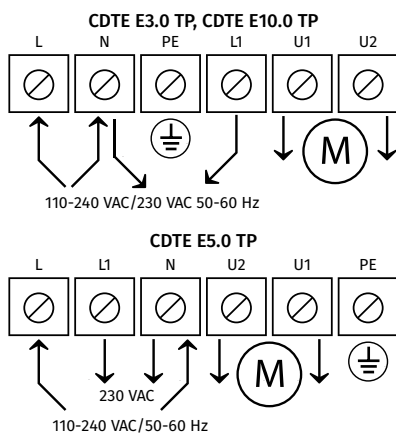 CDTE E3.0 TP, CDTE E10.0 TP
L N PE L1 U1 U2
M
110-240 VAC/230 VAC 50-60 Hz
CDTE E5.0 TP
L L1 N U2 U1 PE
M
230 VAC
110-240 VAC/50-60 Hz